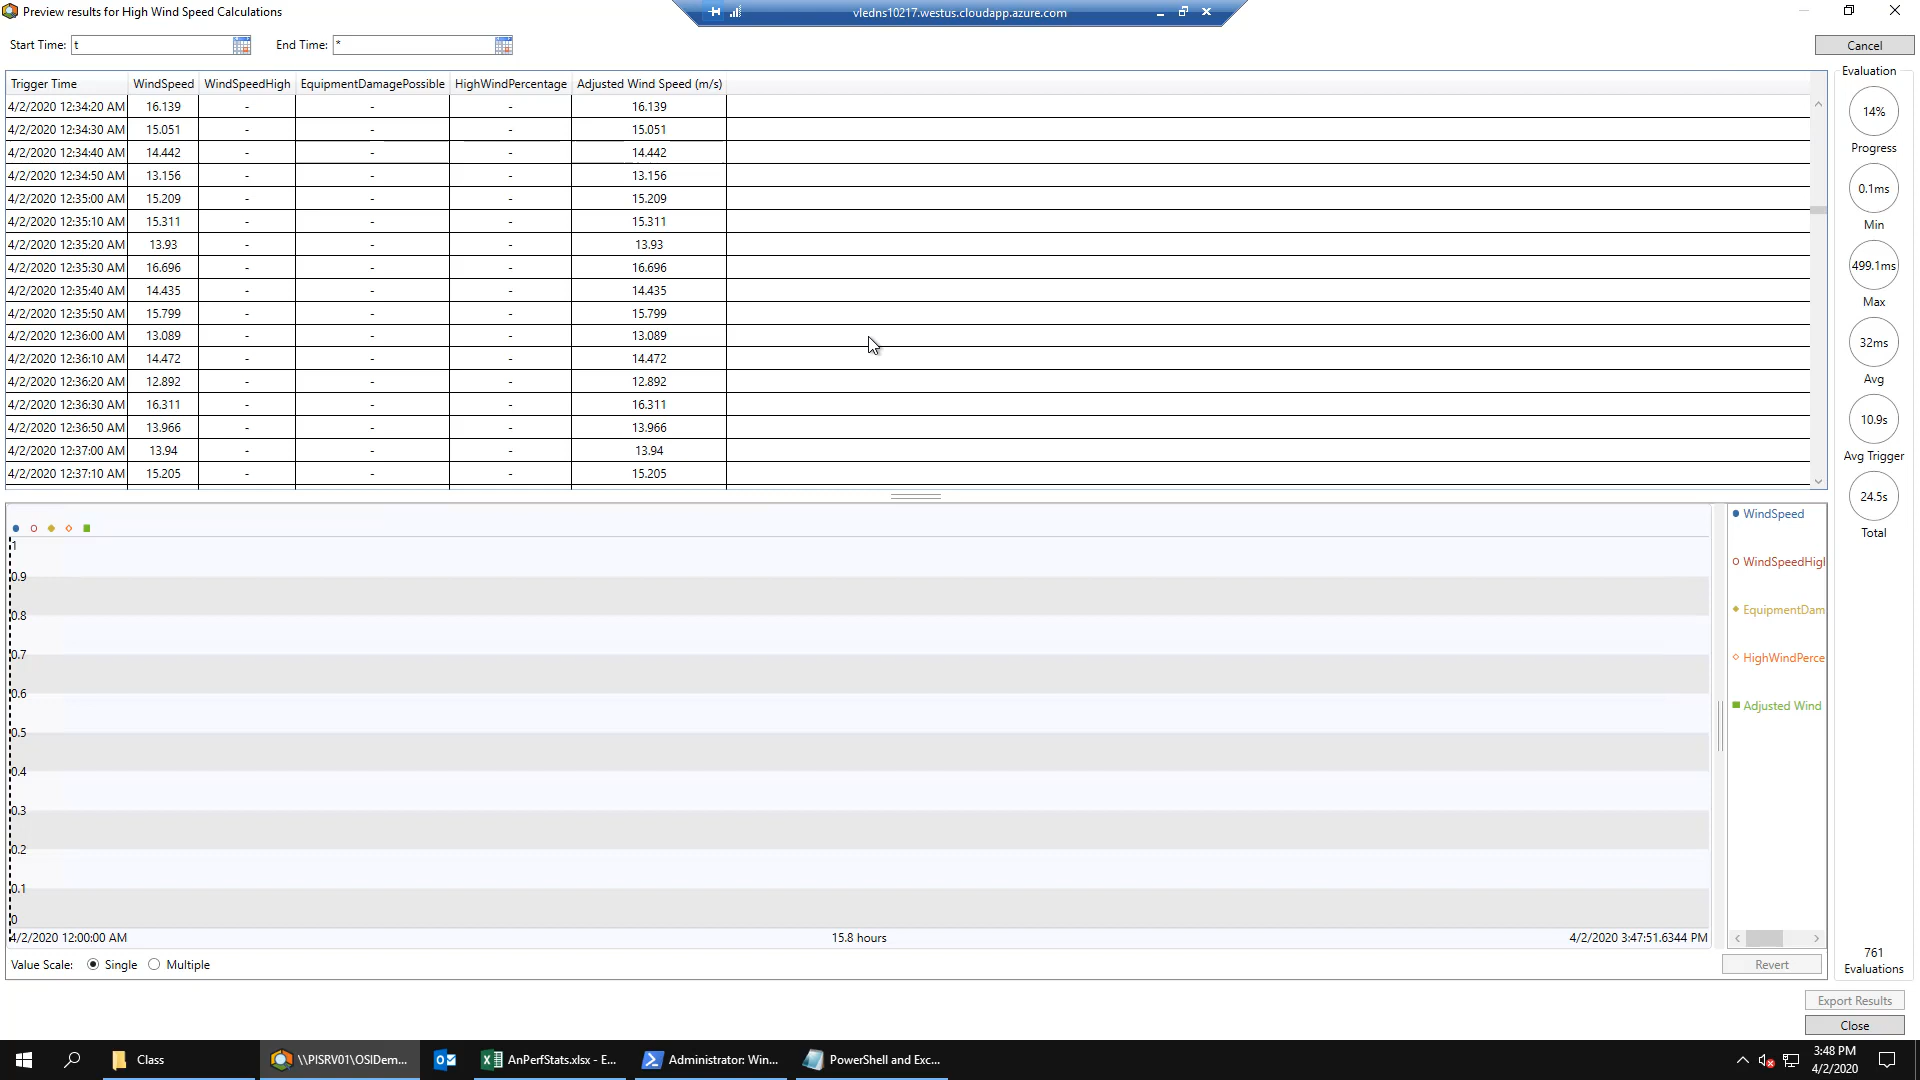 Preview results for High Wind Speed Calculations
vledns10217.westus.cloudapp.azure.com
Start Time: t End Time: *
Cancel
Trigger Time WindSpeed WindSpeedHigh EquipmentDamagePossible HighWindPercentage Adjusted Wind Speed (m/s)
4/2/2020 12:34:20 AM 16.139 - - - 16.139
4/2/2020 12:34:30 AM 15.051 - - - 15.051
4/2/2020 12:34:40 AM 14.442 - - - 14.442
4/2/2020 12:34:50 AM 13.156 - - - 13.156
4/2/2020 12:35:00 AM 15.209 - - - 15.209
4/2/2020 12:35:10 AM 15.311 - - - 15.311
4/2/2020 12:35:20 AM 13.93 - - - 13.93
4/2/2020 12:35:30 AM 16.696 - - - 16.696
4/2/2020 12:35:40 AM 14.435 - - - 14.435
4/2/2020 12:35:50 AM 15.799 - - - 15.799
4/2/2020 12:36:00 AM 13.089 - - - 13.089
4/2/2020 12:36:10 AM 14.472 - - - 14.472
4/2/2020 12:36:20 AM 12.892 - - - 12.892
4/2/2020 12:36:30 AM 16.311 - - - 16.311
4/2/2020 12:36:50 AM 13.966 - - - 13.966
4/2/2020 12:37:00 AM 13.94 - - - 13.94
4/2/2020 12:37:10 AM 15.205 - - - 15.205
Evaluation
14%
Progress
0.1ms
Min
499.1ms
Max
32ms
Avg
10.9s
Avg Trigger
24.5s
Total
761
Evaluations
1
0.9
0.8
0.7
0.6
0.5
0.4
0.3
0.2
0.1
0
4/2/2020 12:00:00 AM 15.8 hours 4/2/2020 3:47:51.6344 PM
WindSpeed
WindSpeedHigl
EquipmentDam
HighWindPerce
Adjusted Wind
Value Scale: Single Multiple
Revert
Export Results
Close
Class
\\PISRV01\OSIDem...
AnPerfStats.xlsx - E...
Administrator: Win...
PowerShell and Exc...
3:48 PM
4/2/2020